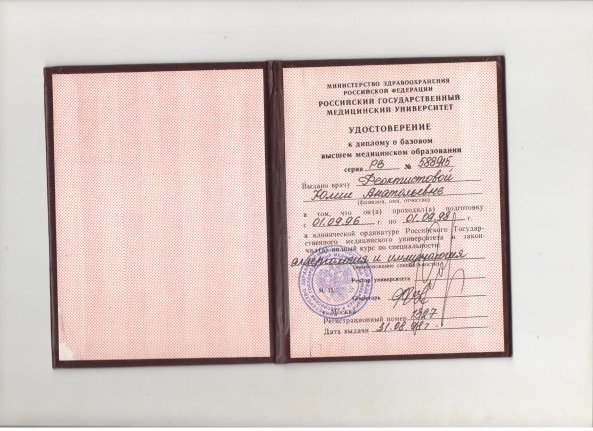 МИНИСТЕРСТВО ЗДРАВООХРАНЕНИЯ
РОССИЙСКОЙ ФЕДЕРАЦИИ
РОССИЙСКИЙ ГОСУДАРСТВЕННЫЙ
МЕДИЦИНСКИЙ УНИВЕРСИТЕТ
УДОСТОВЕРЕНИЕ
к диплому о базовом
высшем медицинском образовании
серия РВ № 588915
Выдано врачу Феоктистовой
Юлии Анатольевне
(фамилия, имя, отчество)
в том, что он(а) проходил(а) подготовку
с 01.09.96 г. по 01.09.98 г.
в клинической ординатуре Российского Государ-
ственного медицинского университета и закон-
чил(а) полный курс по специальности
аллергология и иммунология
(наименование специальности)
Ректор университета
М. П.
Секретарь
г. Москва
Регистрационный номер 1327
Дата выдачи 31.08.98 г.